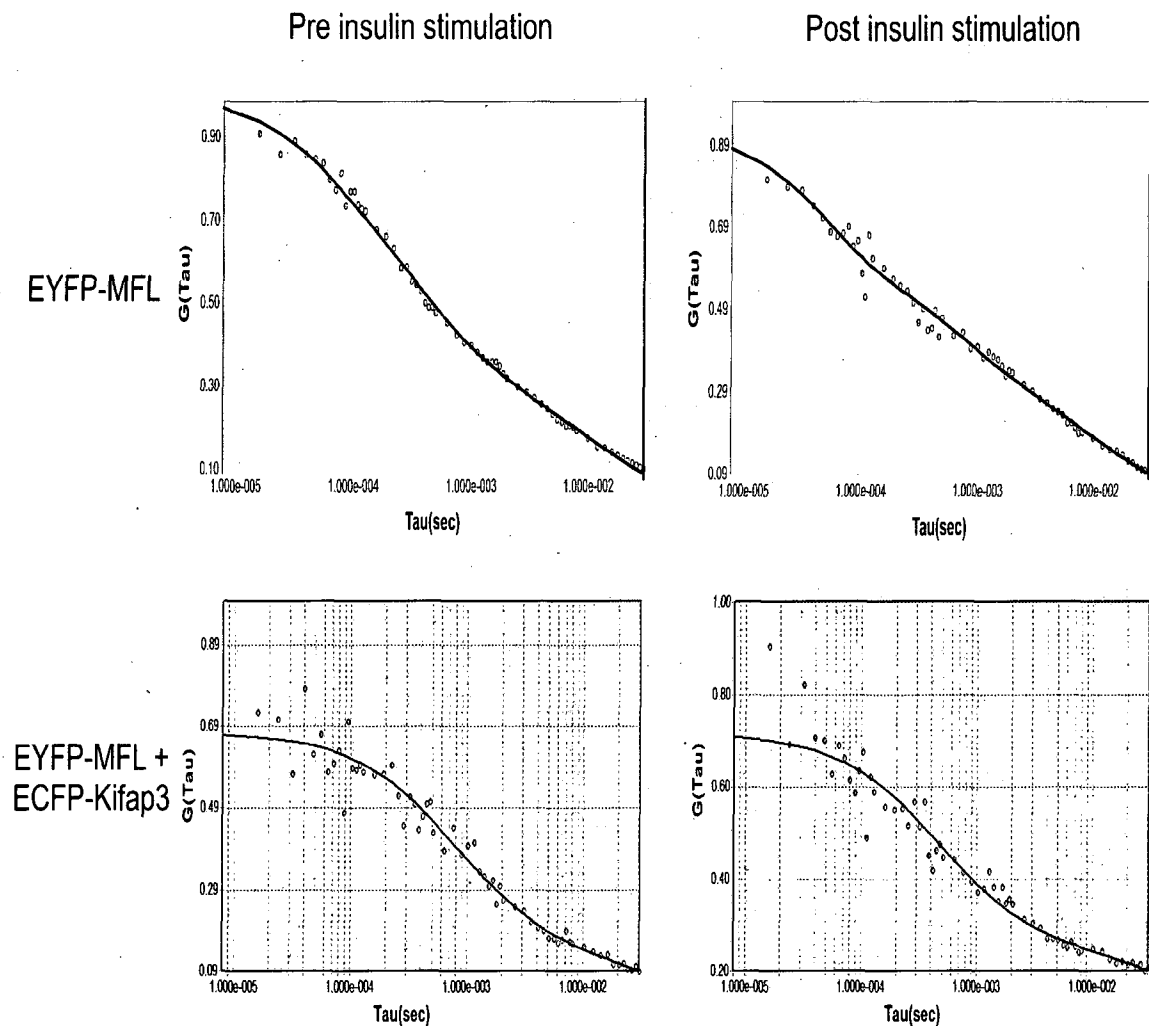 Pre insulin stimulation
Post insulin stimulation
EYFP-MFL
G(Tau)
0.90
0.70
0.50
0.30
0.10
1.000e-005
1.000e-004
1.000e-003
1.000e-002
Tau(sec)
G(Tau)
0.89
0.69
0.49
0.29
0.09
1.000e-005
1.000e-004
1.000e-003
1.000e-002
Tau(sec)
EYFP-MFL +
ECFP-Kifap3
G(Tau)
0.89
0.69
0.49
0.29
0.09
1.000e-005
1.000e-004
1.000e-003
1.000e-002
Tau(sec)
G(Tau)
1.00
0.80
0.60
0.40
0.20
1.000e-005
1.000e-004
1.000e-003
1.000e-002
Tau(sec)